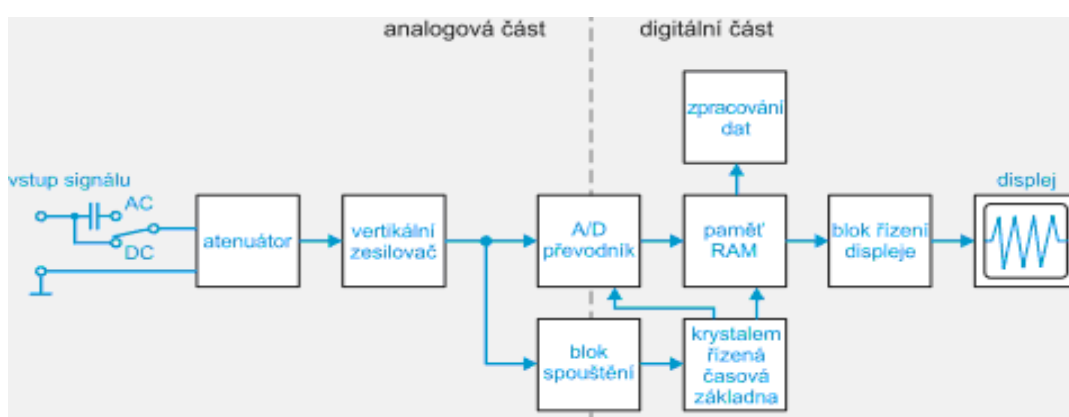 analogová část
digitální část
zpracování
dat
vstup signálu
AC
DC
atenuátor
vertikální
zesilovač
A/D
převodník
paměť
RAM
blok řízení
displeje
displej
blok
spouštění
krystalem
řízená
časová
základna